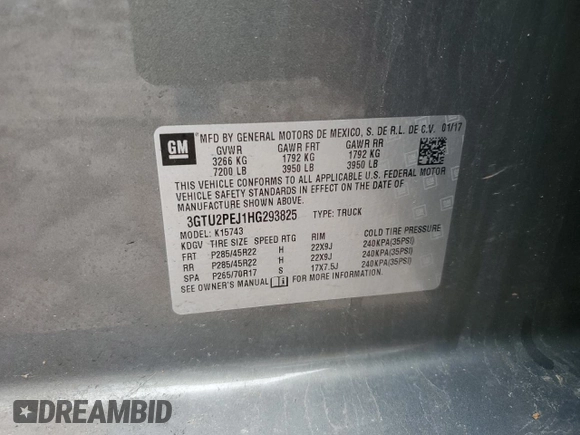 GM
MFD BY GENERAL MOTORS DE MEXICO, S. DE R.L. DE C.V. 01/17
GVWR GAWR FRT GAWR RR
3266 KG 1792 KG 1792 KG
7200 LB 3950 LB 3950 LB
THIS VEHICLE CONFORMS TO ALL APPLICABLE U.S. FEDERAL MOTOR
VEHICLE SAFETY STANDARDS IN EFFECT ON THE DATE OF
MANUFACTURE SHOWN ABOVE.
3GTU2PEJ1HG293825 TYPE: TRUCK
MODEL: K15743
KDGV TIRE SIZE SPEED RTG RIM COLD TIRE PRESSURE
FRT P285/45R22 H 22X9J 240KPA(35PSI)
RR P285/45R22 H 22X9J 240KPA(35PSI)
SPA P265/70R17 S 17X7.5J 240KPA(35PSI)
SEE OWNER'S MANUAL FOR MORE INFORMATION.
DREAMBID